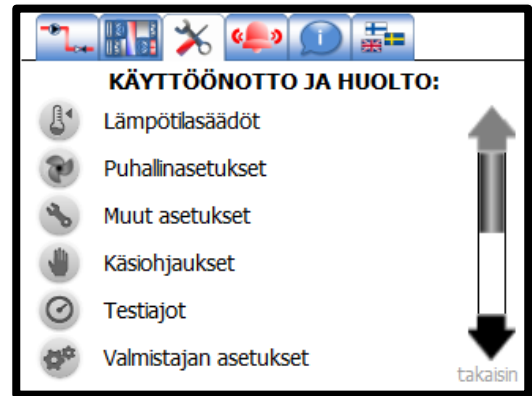 KÄYTTÖÖNOTTO JA HUOLTO:
Lämpötilasäädöt
Puhallinasetukset
Muut asetukset
Käsiohjaukset
Testiajot
Valmistajan asetukset
takaisin